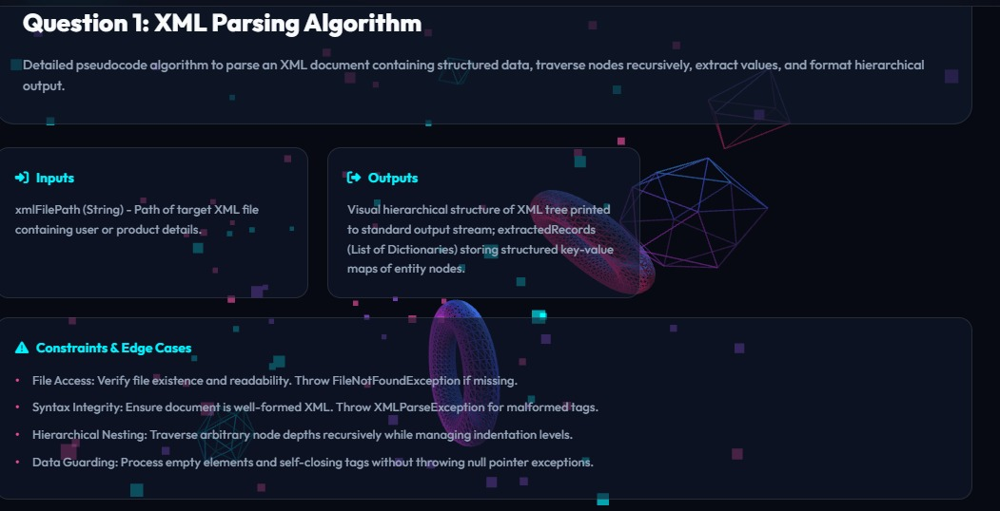 Question 1: XML Parsing Algorithm
Detailed pseudocode algorithm to parse an XML document containing structured data, traverse nodes recursively, extract values, and format hierarchical
output.
Inputs
xmlFilePath (String) - Path of target XML file
containing user or product details.
Outputs
Visual hierarchical structure of XML tree printed
to standard output stream; extractedRecords
(List of Dictionaries) storing structured key-value
maps of entity nodes.
Constraints & Edge Cases
• File Access: Verify file existence and readability. Throw FileNotFoundException if missing.
• Syntax Integrity: Ensure document is well-formed XML. Throw XMLParseException for malformed tags.
• Hierarchical Nesting: Traverse arbitrary node depths recursively while managing indentation levels.
• Data Guarding: Process empty elements and self-closing tags without throwing null pointer exceptions.